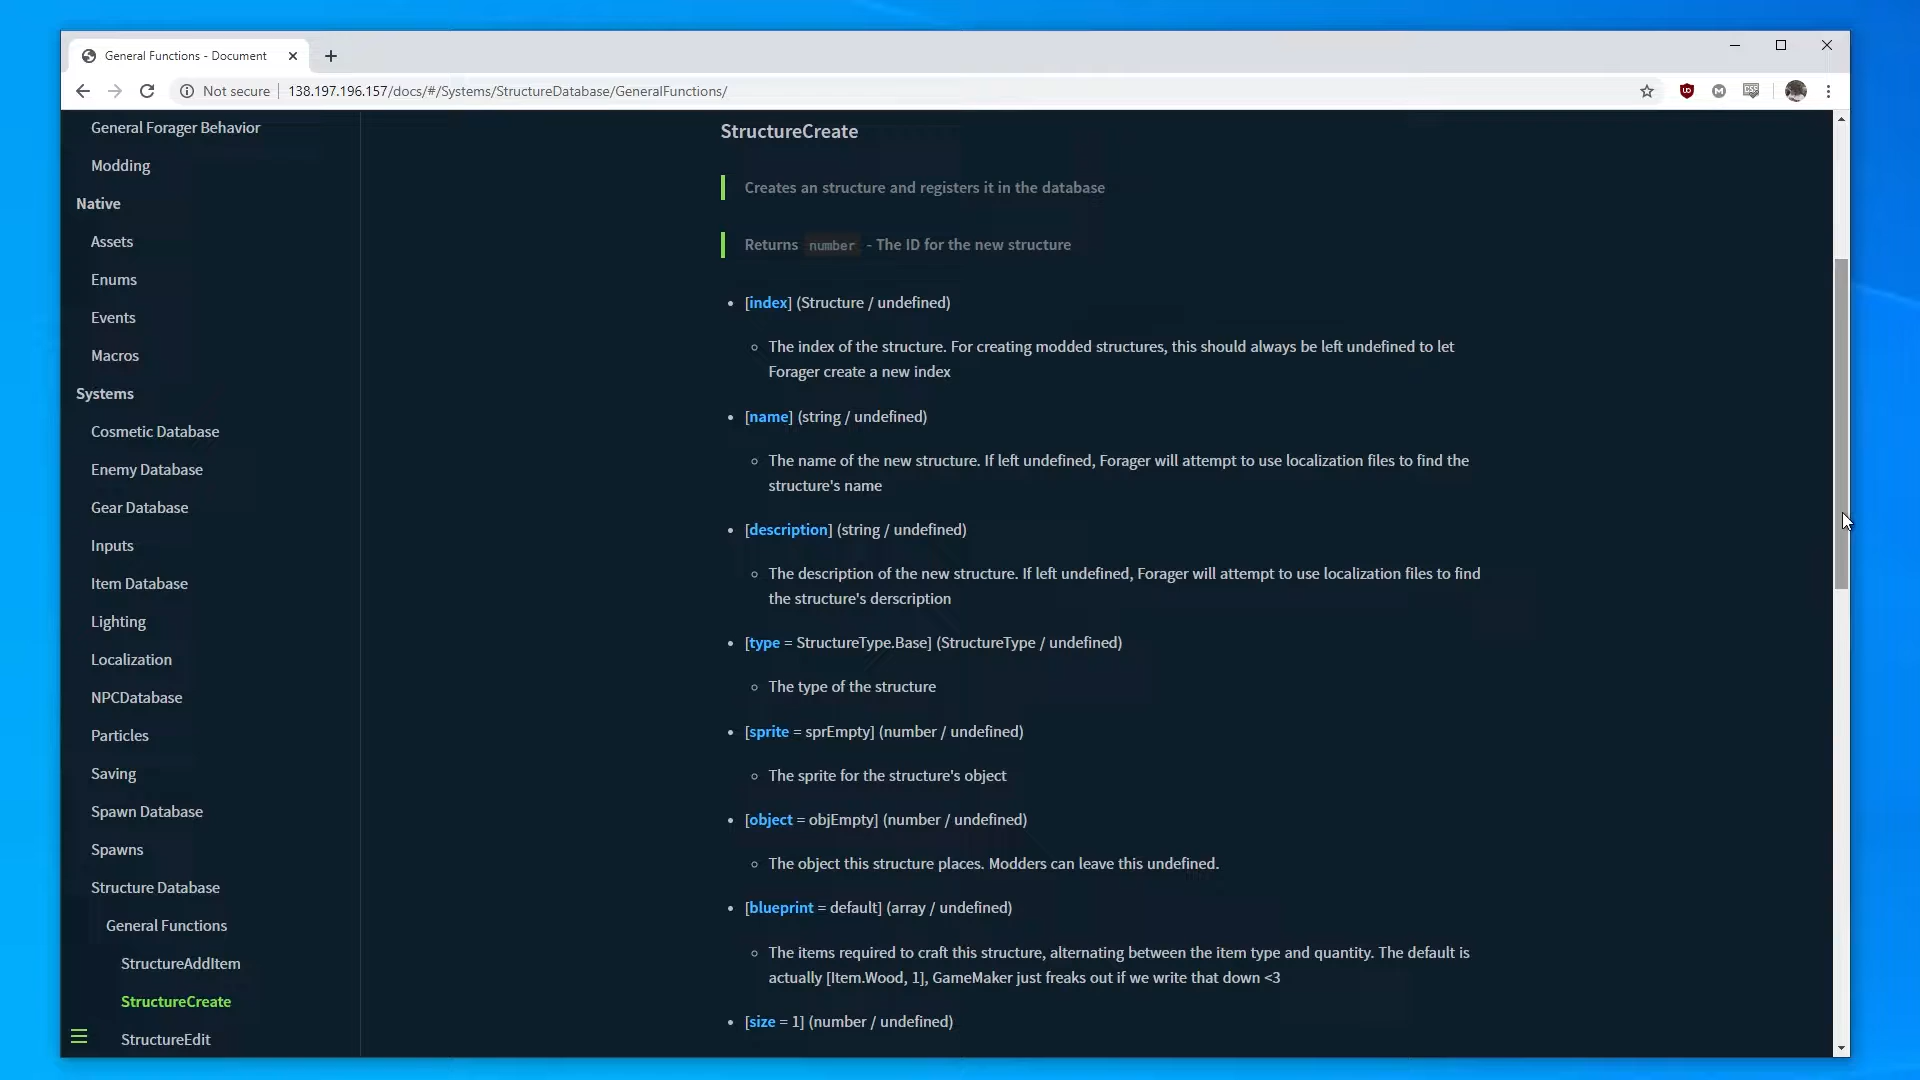 General Functions - Document
Not secure
138.197.196.157/docs/#/Systems/StructureDatabase/GeneralFunctions/
General Forager Behavior
Modding
Native
Assets
Enums
Events
Macros
Systems
Cosmetic Database
Enemy Database
Gear Database
Inputs
Item Database
Lighting
Localization
NPCDatabase
Particles
Saving
Spawn Database
Spawns
Structure Database
General Functions
StructureAddItem
StructureCreate
StructureEdit
StructureCreate
Creates an structure and registers it in the database
Returns number - The ID for the new structure
• [index] (Structure / undefined)
◦ The index of the structure. For creating modded structures, this should always be left undefined to let
Forager create a new index
• [name] (string / undefined)
◦ The name of the new structure. If left undefined, Forager will attempt to use localization files to find the
structure's name
• [description] (string / undefined)
◦ The description of the new structure. If left undefined, Forager will attempt to use localization files to find
the structure's derscription
• [type = StructureType.Base] (StructureType / undefined)
◦ The type of the structure
• [sprite = sprEmpty] (number / undefined)
◦ The sprite for the structure's object
• [object = objEmpty] (number / undefined)
◦ The object this structure places. Modders can leave this undefined.
• [blueprint = default] (array / undefined)
◦ The items required to craft this structure, alternating between the item type and quantity. The default is
actually [Item.Wood, 1], GameMaker just freaks out if we write that down <3
• [size = 1] (number / undefined)